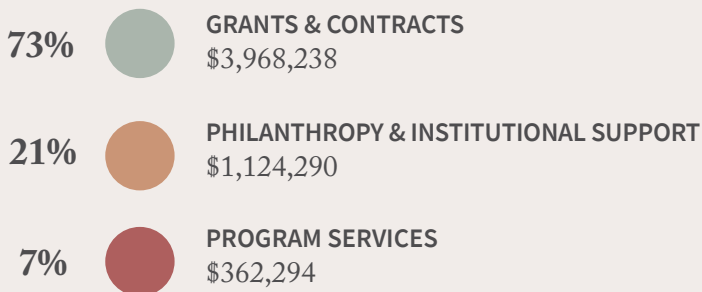 73%
GRANTS & CONTRACTS
$3,968,238
21%
PHILANTHROPY & INSTITUTIONAL SUPPORT
$1,124,290
7%
PROGRAM SERVICES
$362,294